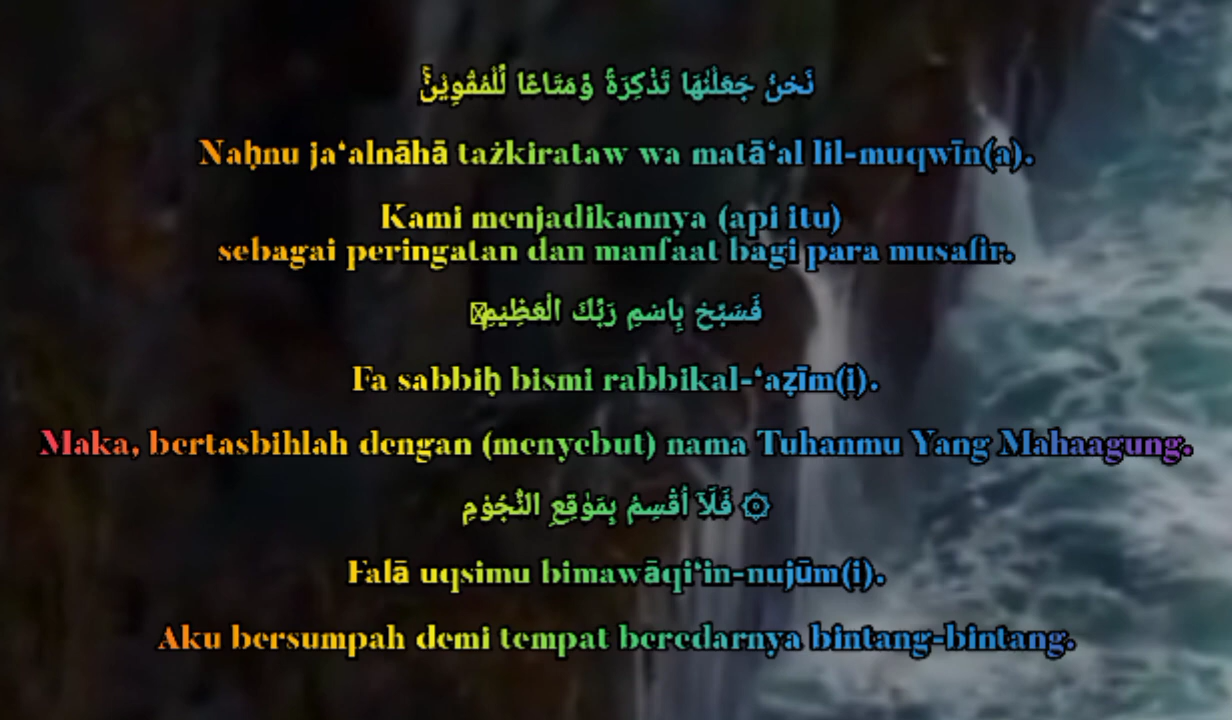 نَحْنُ جَعَلْنٰهَا تَذْكِرَةً وَّمَتَاعًا لِّلْمُقْوِيْنَۚ
Naḥnu ja‘alnāhā tażkirataw wa matā‘al lil-muqwīn(a).
Kami menjadikannya (api itu)
sebagai peringatan dan manfaat bagi para musafir.
فَسَبِّحْ بِاسْمِ رَبِّكَ الْعَظِيْمِ
Fa sabbiḥ bismi rabbikal-‘aẓīm(i).
Maka, bertasbihlah dengan (menyebut) nama Tuhanmu Yang Mahaagung.
۞ فَلَآ اُقْسِمُ بِمَوٰقِعِ النُّجُوْمِ
Falā uqsimu bimawāqi‘in-nujūm(i).
Aku bersumpah demi tempat beredarnya bintang-bintang.